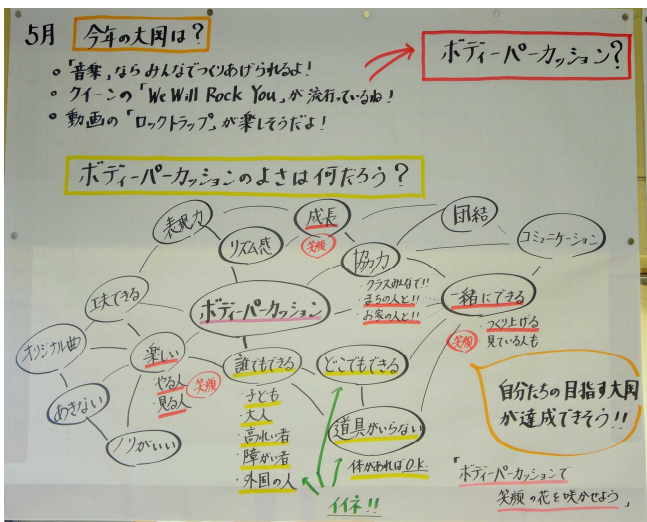 5月 今年の大図は？
ボディーパーカッション？
。「音楽」ならみんなでつくりあげられるよ！
。クイーンの「We Will Rock You」が流行っているね！
。動画の「ロックトラップ」が楽しそうだよ！
ボディーパーカッションのよさは何だろう？
表現力
成長
団結
リズム感
笑顔
協力
コミュニケーション
・クラスみんなで!!
・まちの人と!!
・お家の人と!!
工夫できる
ボディーパーカッション
一緒にできる
・つくり上げる
・見ている人も
笑顔
オリジナル曲
楽しい
・やる人
・見る人
笑顔
誰でもできる
・子ども
・大人
・高れい者
・障がい者
・外国の人
どこでもできる
あきない
ノリがいい
道具がいらない
体があればO.K.
イイネ!!
自分たちの目指す大図
が達成できそう!!
「ボディーパーカッションで
笑顔の花を咲かせよう」